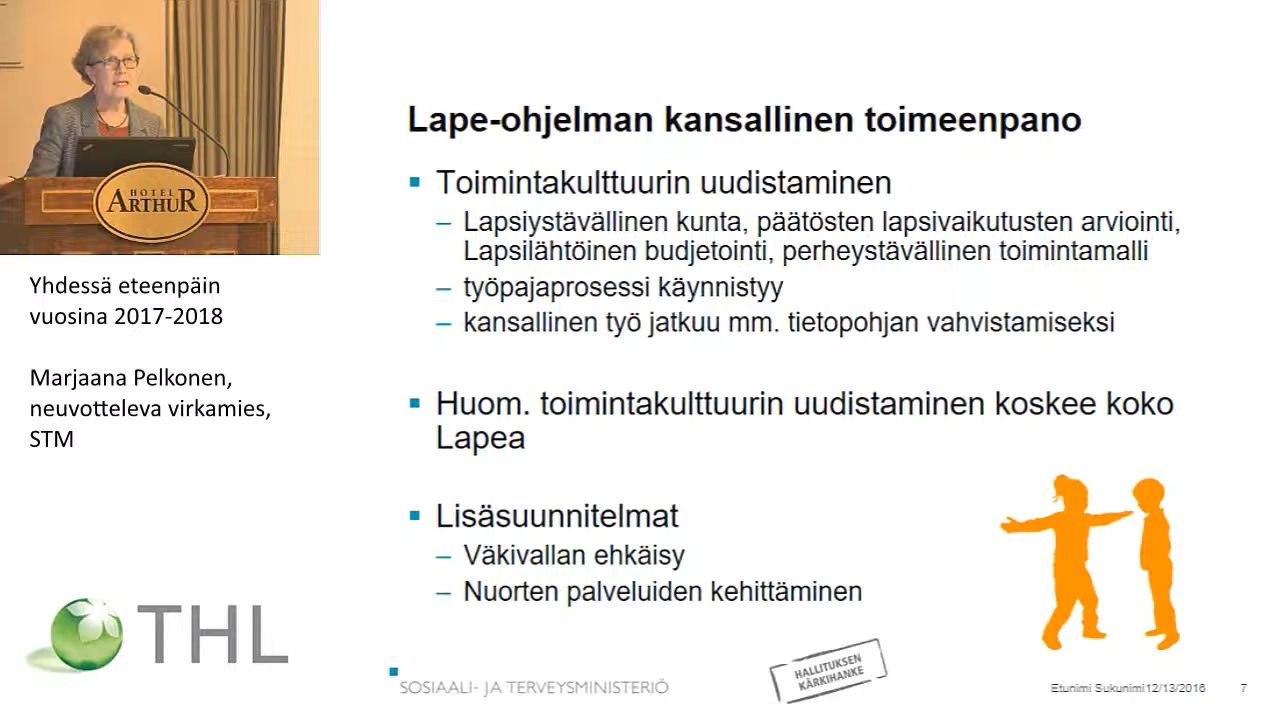 HOTEL
ARTHUR
Yhdessä eteenpäin
vuosina 2017-2018
Marjaana Pelkonen,
neuvotteleva virkamies,
STM
THL
Lape-ohjelman kansallinen toimeenpano
Toimintakulttuurin uudistaminen
– Lapsiystävällinen kunta, päätösten lapsivaikutusten arviointi,
Lapsilähtöinen budjetointi, perheystävällinen toimintamalli
– työpajaprosessi käynnistyy
– kansallinen työ jatkuu mm. tietopohjan vahvistamiseksi
Huom. toimintakulttuurin uudistaminen koskee koko
Lapea
Lisäsuunnitelmat
– Väkivallan ehkäisy
– Nuorten palveluiden kehittäminen
SOSIAALI- JA TERVEYSMINISTERIÖ
HALLITUKSEN
KÄRKIHANKE
Etunimi Sukunimi12/13/2016 7